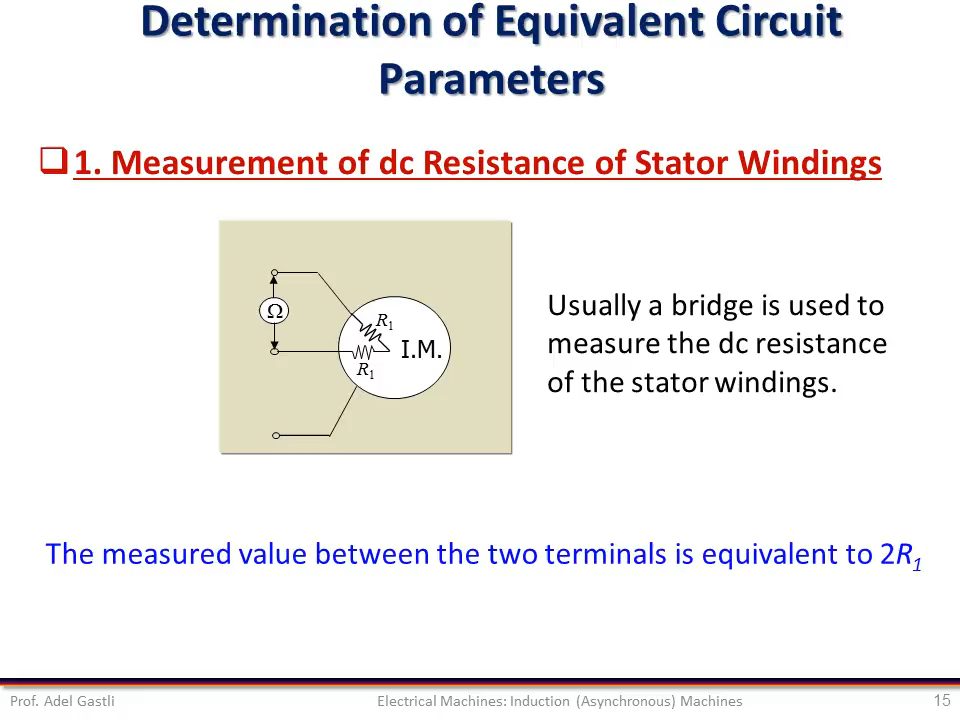 Determination of Equivalent Circuit
Parameters
1. Measurement of dc Resistance of Stator Windings
Ω
R1
I.M.
R1
Usually a bridge is used to
measure the dc resistance
of the stator windings.
The measured value between the two terminals is equivalent to 2R1
Prof. Adel Gastli Electrical Machines: Induction (Asynchronous) Machines 15